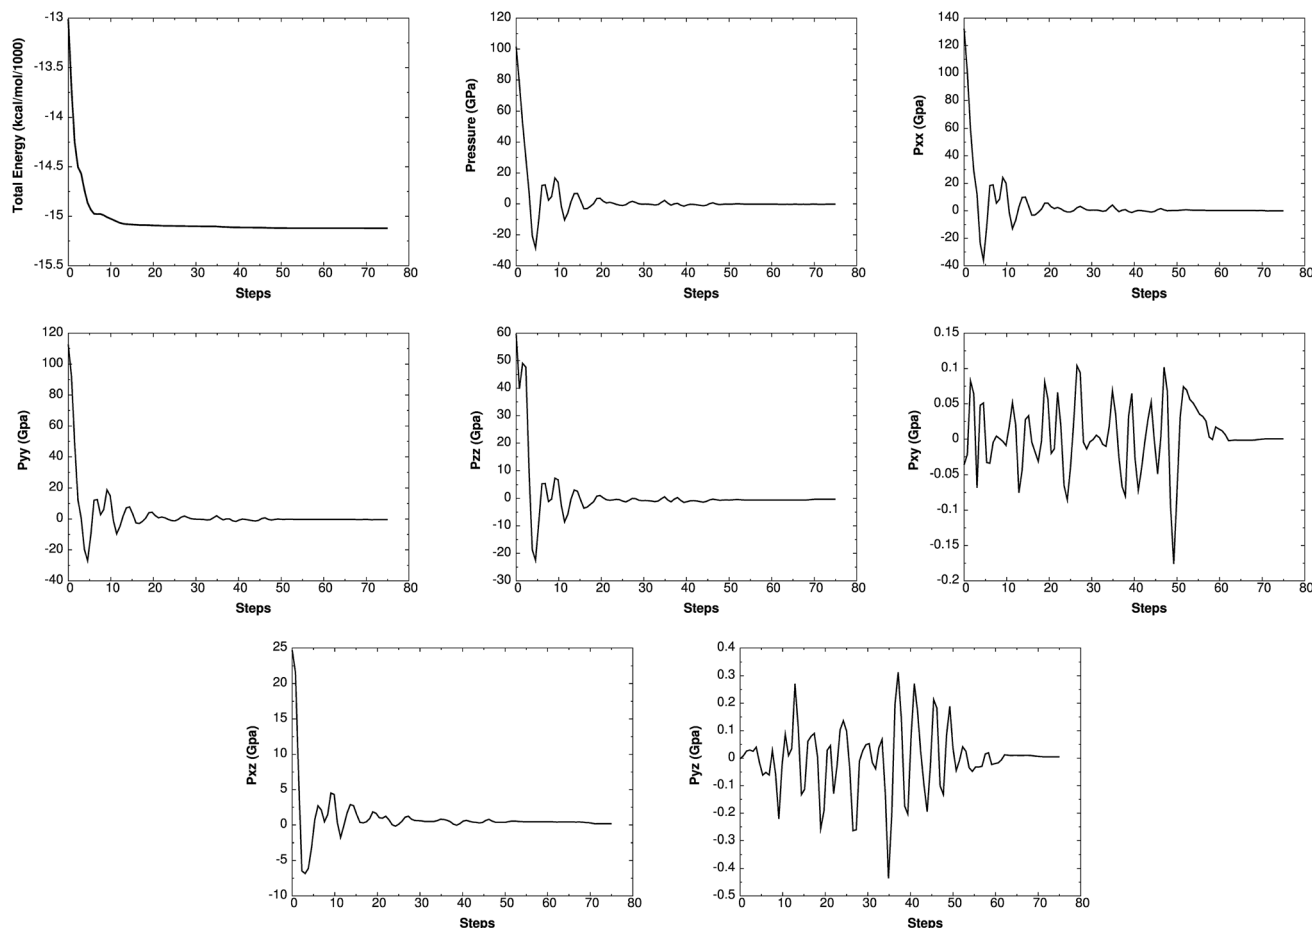 -13
-13.5
-14
-14.5
-15
-15.5
Total Energy (kcal/mol/1000)
0 10 20 30 40 50 60 70 80
Steps
120
100
80
60
40
20
0
-20
-40
Pressure (GPa)
0 10 20 30 40 50 60 70 80
Steps
140
120
100
80
60
40
20
0
-20
-40
Pxx (Gpa)
0 10 20 30 40 50 60 70 80
Steps
120
100
80
60
40
20
0
-20
-40
Pyy (Gpa)
0 10 20 30 40 50 60 70 80
Steps
60
50
40
30
20
10
0
-10
-20
-30
Pzz (Gpa)
0 10 20 30 40 50 60 70 80
Steps
0.15
0.1
0.05
0
-0.05
-0.1
-0.15
-0.2
Pxy (Gpa)
0 10 20 30 40 50 60 70 80
Steps
25
20
15
10
5
0
-5
-10
Pxz (Gpa)
0 10 20 30 40 50 60 70 80
Steps
0.4
0.3
0.2
0.1
0
-0.1
-0.2
-0.3
-0.4
-0.5
Pyz (Gpa)
0 10 20 30 40 50 60 70 80
Steps